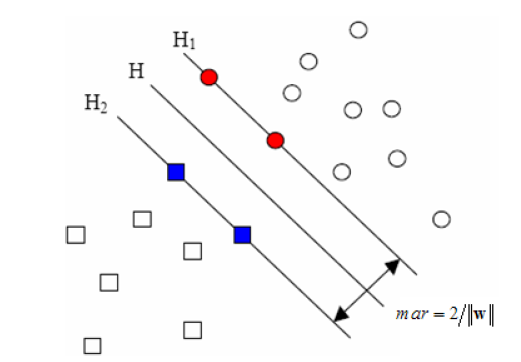 H₁
H
H₂
mar = 2/‖w‖